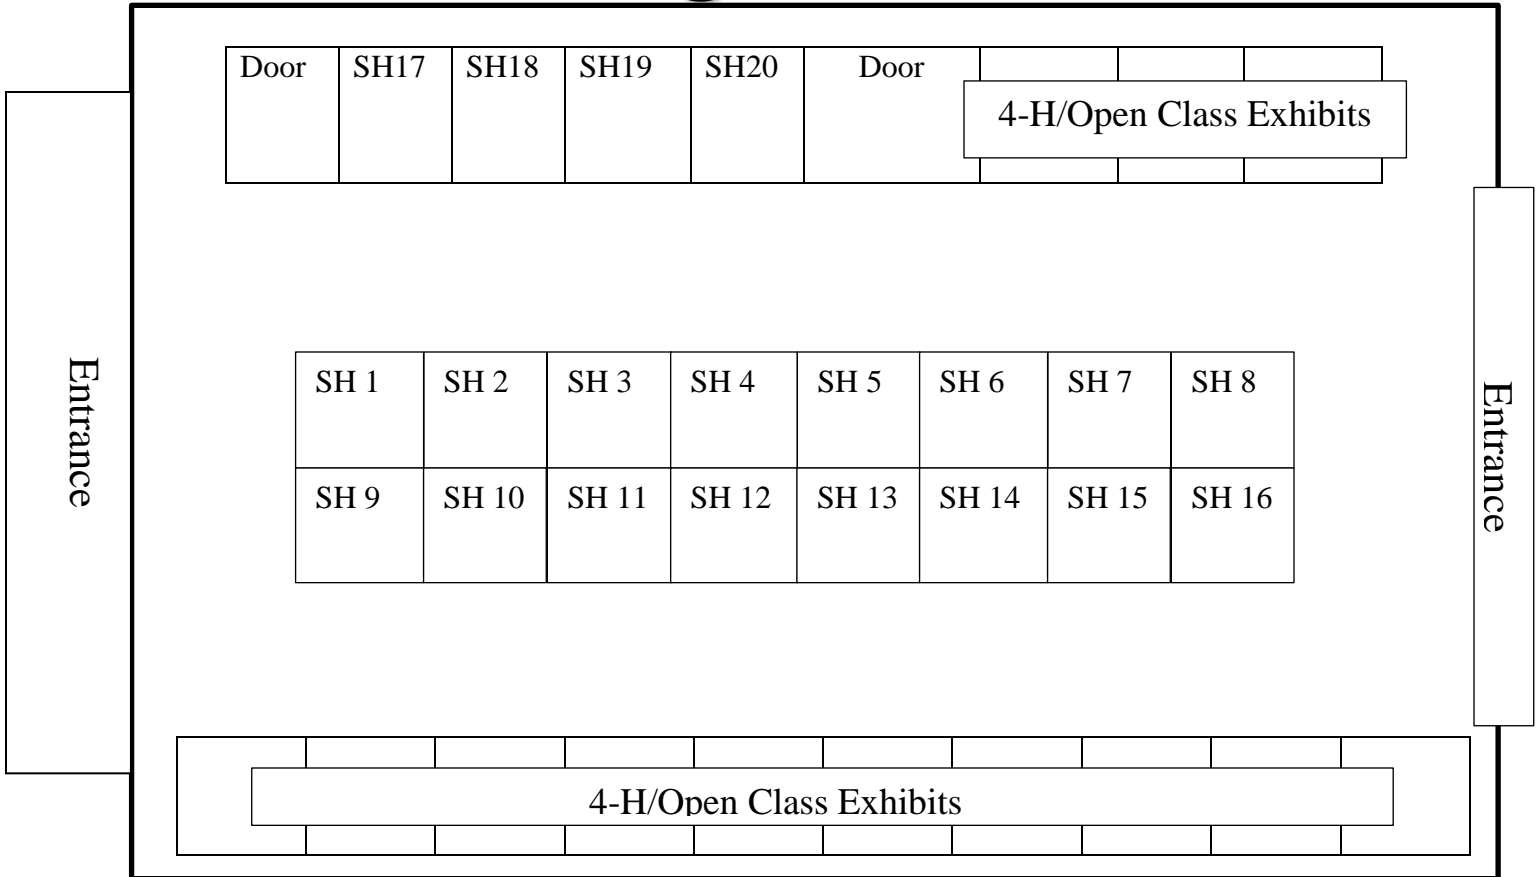 Door SH17 SH18 SH19 SH20 Door
4-H/Open Class Exhibits
Entrance
SH 1 SH 2 SH 3 SH 4 SH 5 SH 6 SH 7 SH 8
SH 9 SH 10 SH 11 SH 12 SH 13 SH 14 SH 15 SH 16
Entrance
4-H/Open Class Exhibits